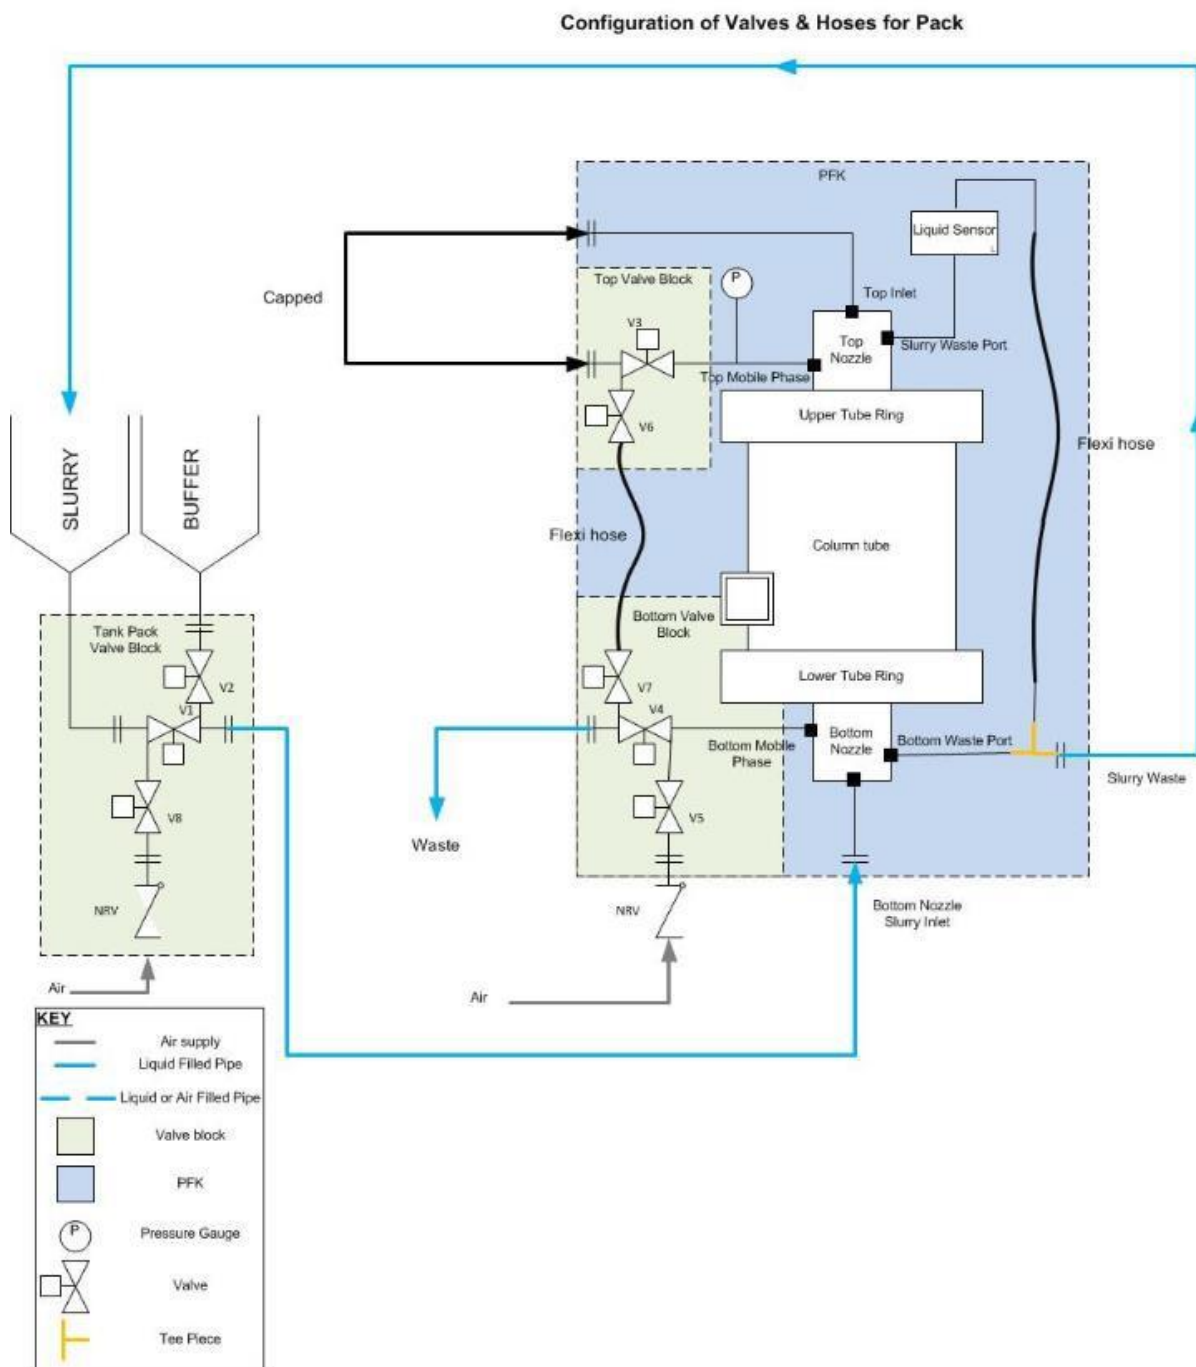 Configuration of Valves & Hoses for Pack
PFK
Liquid Sensor
L
Top Valve Block
P
Capped
V3
Top Inlet
Top
Nozzle
Slurry Waste Port
Top Mobile Phase
V6
Upper Tube Ring
Flexi hose
SLURRY
BUFFER
Flexi hose
Column tube
Tank Pack
Valve Block
Bottom Valve
Block
V2
V7
Lower Tube Ring
V1
V4
Bottom Mobile
Phase
Bottom
Nozzle
Bottom Waste Port
Slurry Waste
V8
V5
Waste
NRV
NRV
Bottom Nozzle
Slurry Inlet
Air
Air
KEY
Air supply
Liquid Filled Pipe
Liquid or Air Filled Pipe
Valve block
PFK
P
Pressure Gauge
Valve
Tee Piece